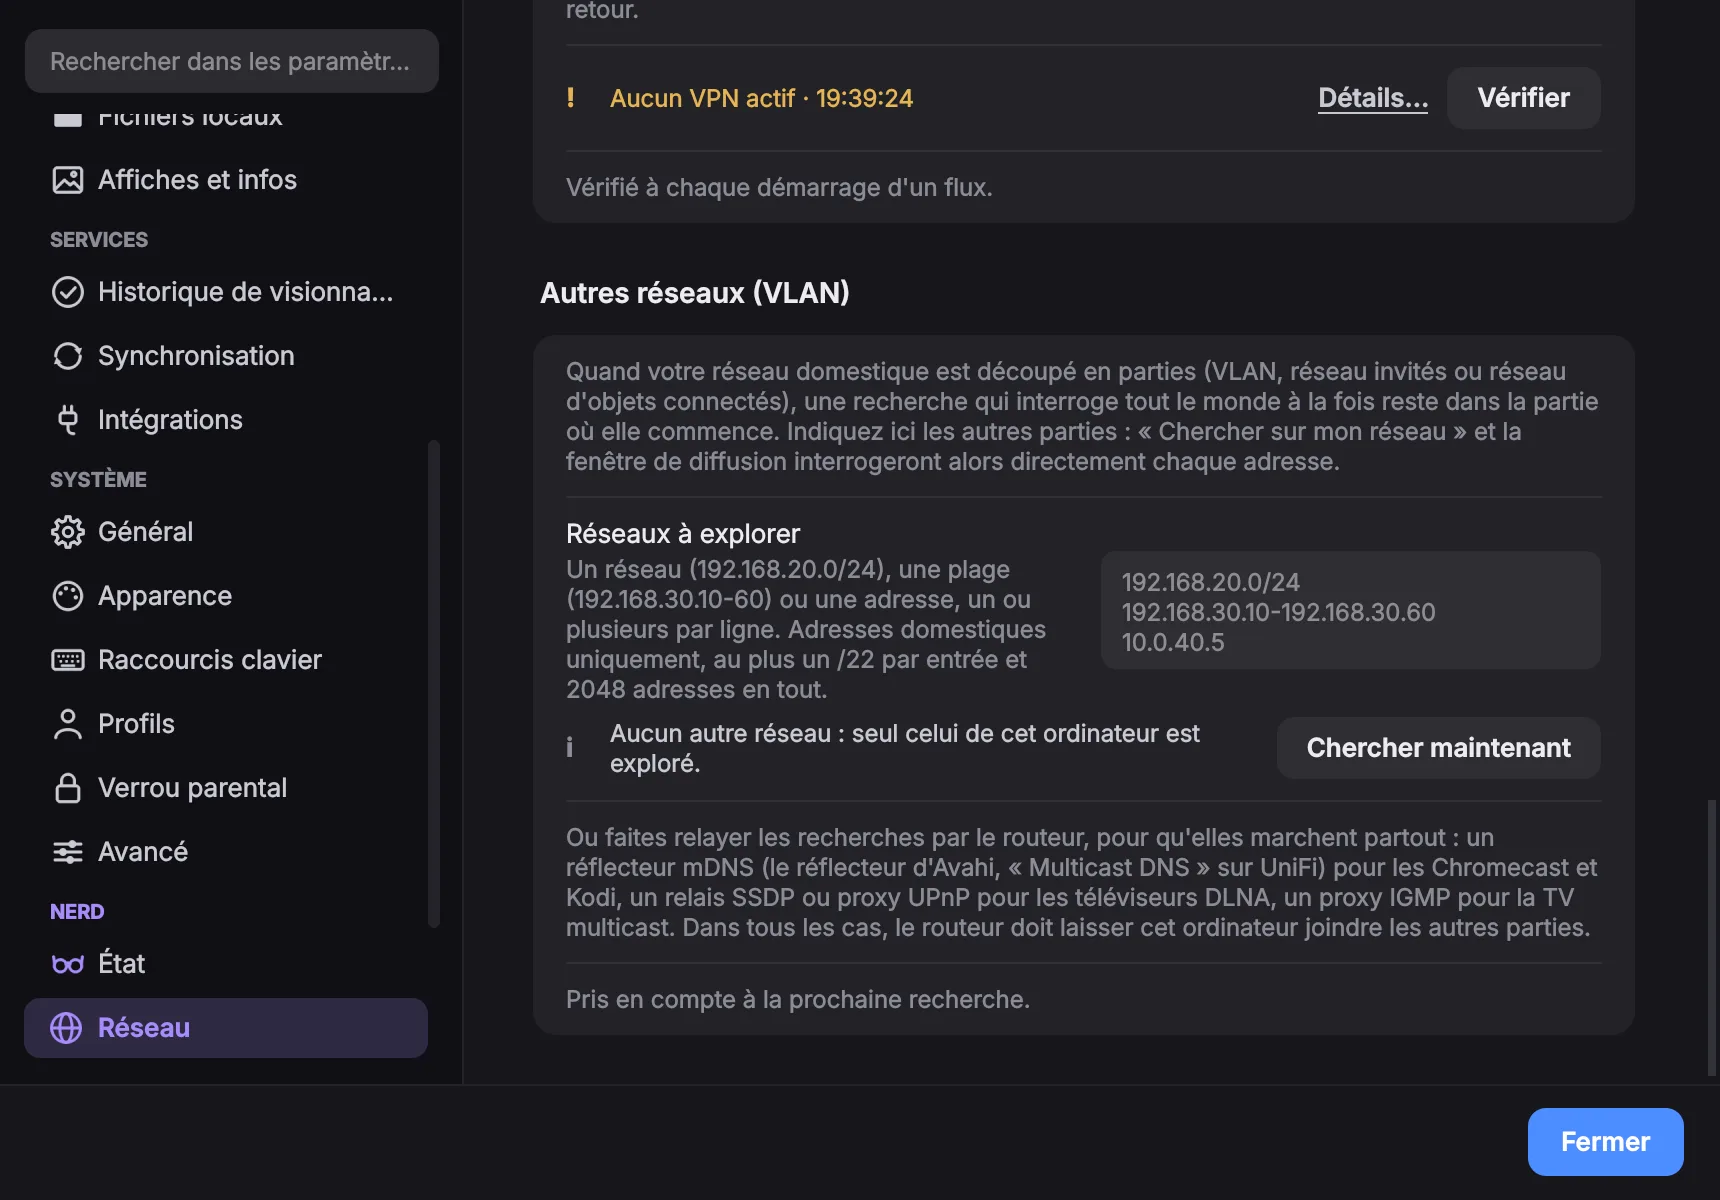 Rechercher dans les paramètr...
Fichiers locaux
Affiches et infos
SERVICES
Historique de visionna...
Synchronisation
Intégrations
SYSTÈME
Général
Apparence
Raccourcis clavier
Profils
Verrou parental
Avancé
NERD
État
Réseau
retour.
! Aucun VPN actif · 19:39:24
Détails...
Vérifier
Vérifié à chaque démarrage d'un flux.
Autres réseaux (VLAN)
Quand votre réseau domestique est découpé en parties (VLAN, réseau invités ou réseau
d'objets connectés), une recherche qui interroge tout le monde à la fois reste dans la partie
où elle commence. Indiquez ici les autres parties : « Chercher sur mon réseau » et la
fenêtre de diffusion interrogeront alors directement chaque adresse.
Réseaux à explorer
Un réseau (192.168.20.0/24), une plage
(192.168.30.10-60) ou une adresse, un ou
plusieurs par ligne. Adresses domestiques
uniquement, au plus un /22 par entrée et
2048 adresses en tout.
192.168.20.0/24
192.168.30.10-192.168.30.60
10.0.40.5
i Aucun autre réseau : seul celui de cet ordinateur est
exploré.
Chercher maintenant
Ou faites relayer les recherches par le routeur, pour qu'elles marchent partout : un
réflecteur mDNS (le réflecteur d'Avahi, « Multicast DNS » sur UniFi) pour les Chromecast et
Kodi, un relais SSDP ou proxy UPnP pour les téléviseurs DLNA, un proxy IGMP pour la TV
multicast. Dans tous les cas, le routeur doit laisser cet ordinateur joindre les autres parties.
Pris en compte à la prochaine recherche.
Fermer